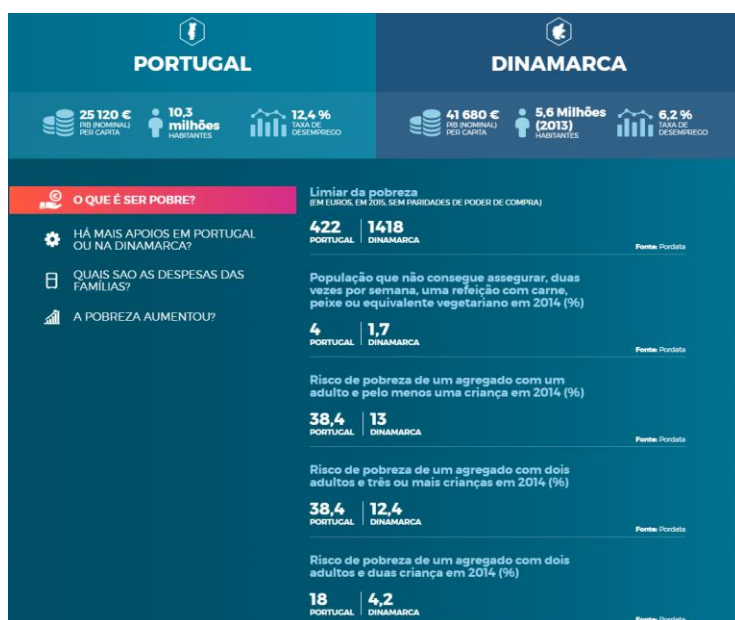 PORTUGAL
25 120 €
PIB (NOMINAL)
PER CAPITA
10,3
milhões
HABITANTES
12,4 %
TAXA DE
DESEMPREGO
DINAMARCA
41 680 €
PIB (NOMINAL)
PER CAPITA
5,6 Milhões
(2013)
HABITANTES
6,2 %
TAXA DE
DESEMPREGO
O QUE É SER POBRE?
HÁ MAIS APOIOS EM PORTUGAL
OU NA DINAMARCA?
QUAIS SAO AS DESPESAS DAS
FAMÍLIAS?
A POBREZA AUMENTOU?
Limiar da pobreza
(EM EUROS, EM 2015, SEM PARIDADES DE PODER DE COMPRA)
422 1418
PORTUGAL DINAMARCA
Fonte: Pordata
População que não consegue assegurar, duas
vezes por semana, uma refeição com carne,
peixe ou equivalente vegetariano em 2014 (%)
4 1,7
PORTUGAL DINAMARCA
Fonte: Pordata
Risco de pobreza de um agregado com um
adulto e pelo menos uma criança em 2014 (%)
38,4 13
PORTUGAL DINAMARCA
Fonte: Pordata
Risco de pobreza de um agregado com dois
adultos e três ou mais crianças em 2014 (%)
38,4 12,4
PORTUGAL DINAMARCA
Fonte: Pordata
Risco de pobreza de um agregado com dois
adultos e duas criança em 2014 (%)
18 4,2
PORTUGAL DINAMARCA
Fonte: Pordata